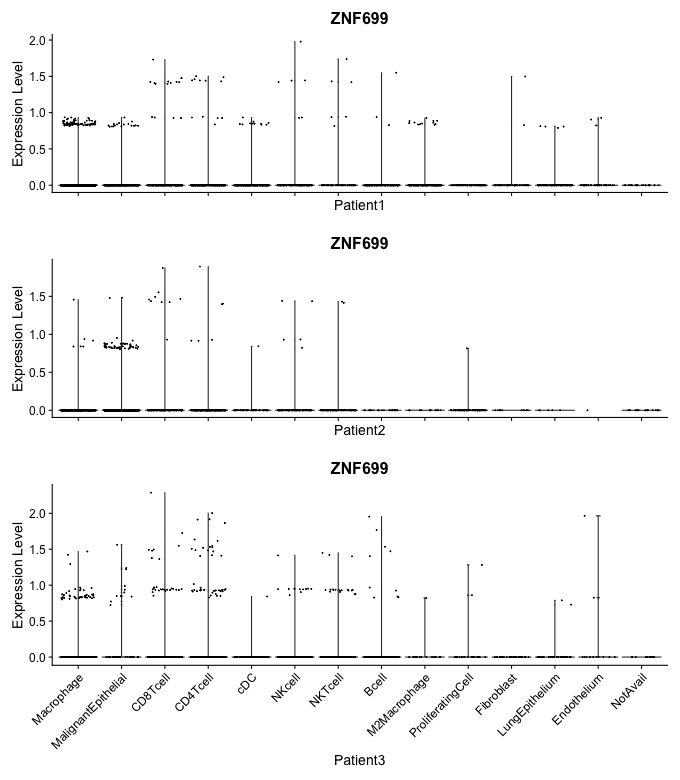 ZNF699
Expression Level
2.0
1.5
1.0
0.5
0.0
Patient1
ZNF699
Expression Level
1.5
1.0
0.5
0.0
Patient2
ZNF699
Expression Level
2.0
1.5
1.0
0.5
0.0
Macrophage
MalignantEpithelial
CD8Tcell
CD4Tcell
cDC
NKcell
NKTcell
Bcell
M2Macrophage
ProliferatingCell
Fibroblast
LungEpithelium
Endothelium
NotAvail
Patient3